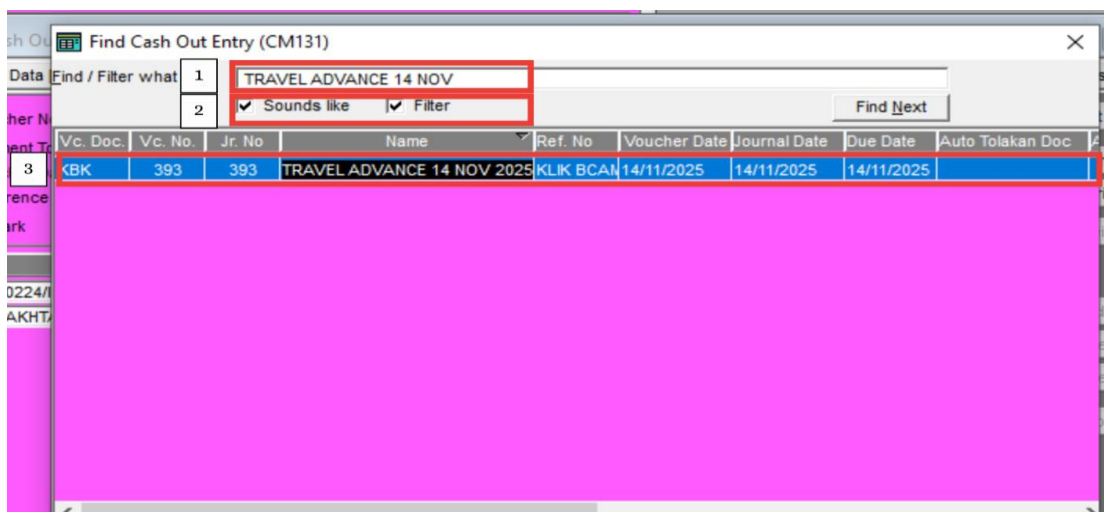 Find Cash Out Entry (CM131)
Data
Find / Filter what
1
TRAVEL ADVANCE 14 NOV
2
Sounds like Filter
Find Next
Vc. Doc. Vc. No. Jr. No Name Ref. No Voucher Date Journal Date Due Date Auto Tolakan Doc
3
KBK 393 393 TRAVEL ADVANCE 14 NOV 2025 KLIK BCAM 14/11/2025 14/11/2025 14/11/2025